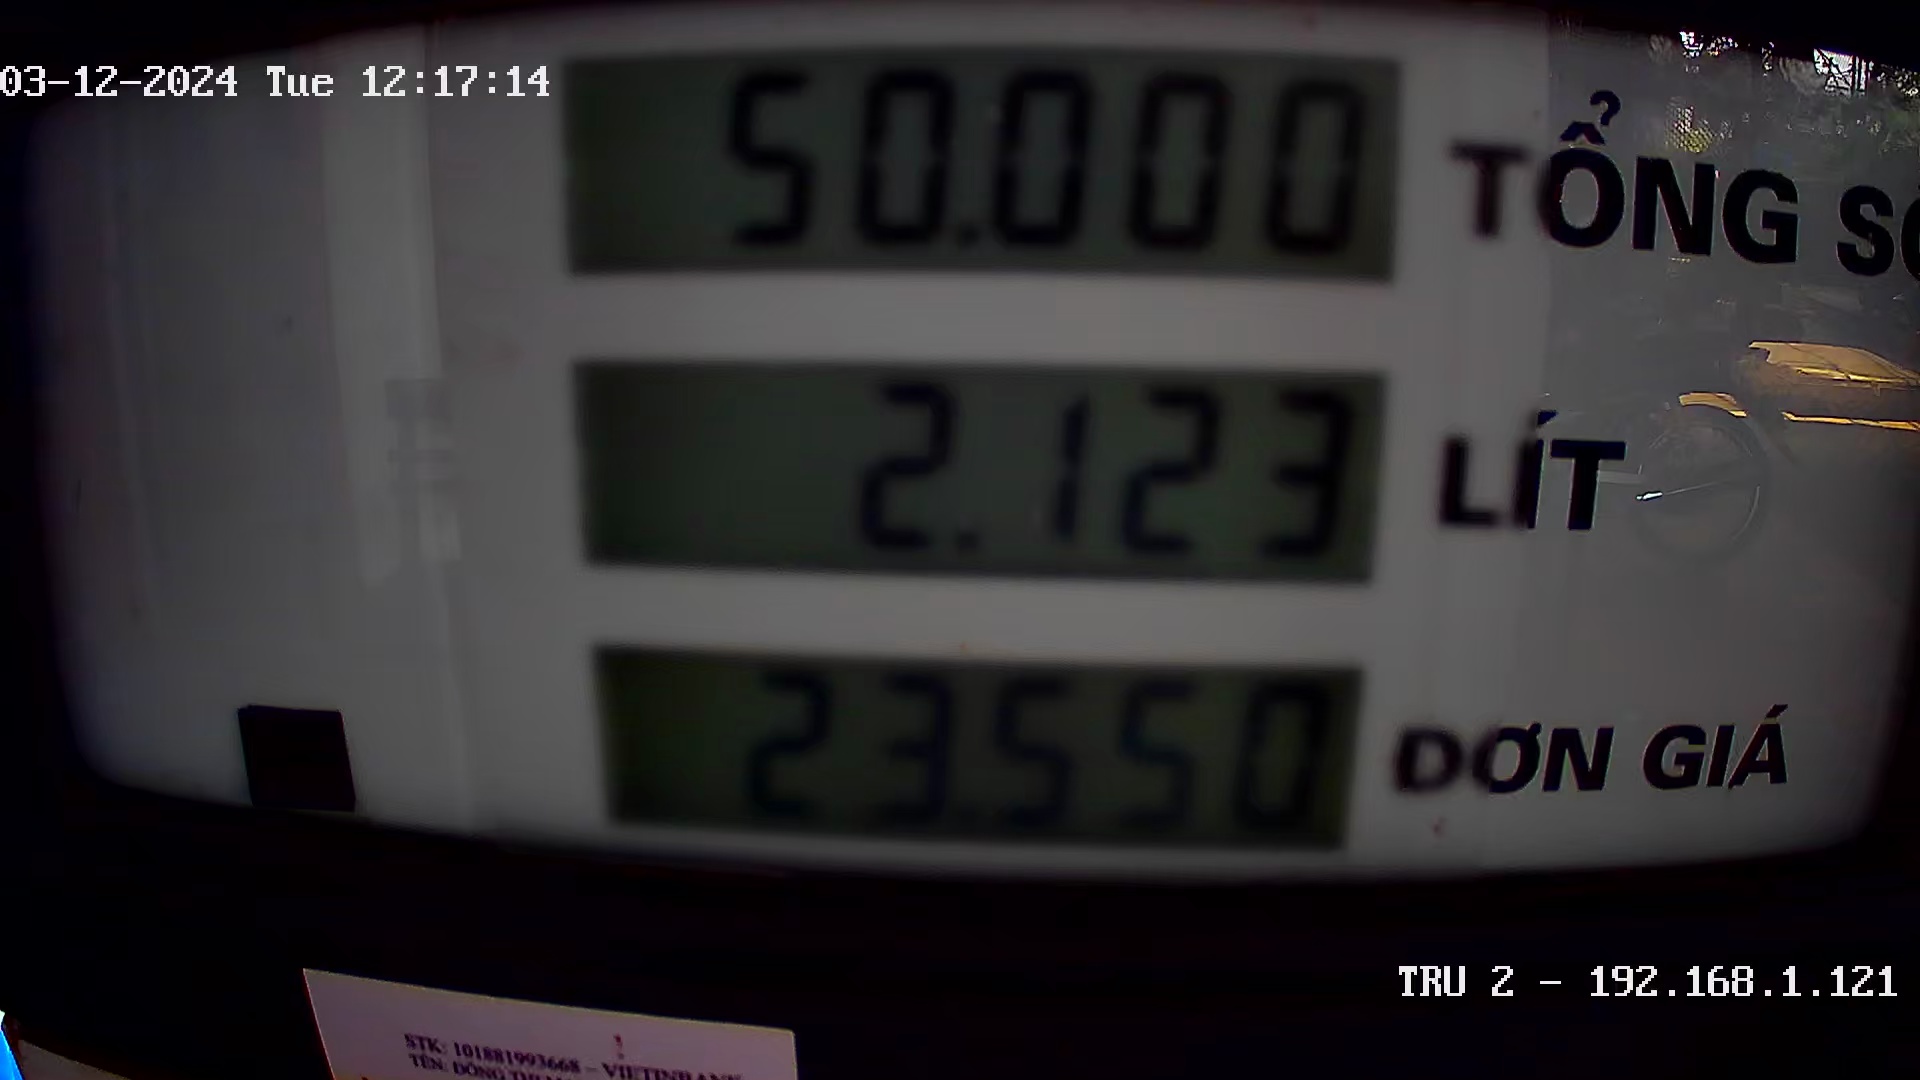 03-12-2024 Tue 12:17:14
50.000
TỔNG SỐ
2.123
LÍT
23.550
ĐƠN GIÁ
TRU 2 - 192.168.1.121
STK: 101881993668 - VIETINBANK
TÊN: ĐỒNG